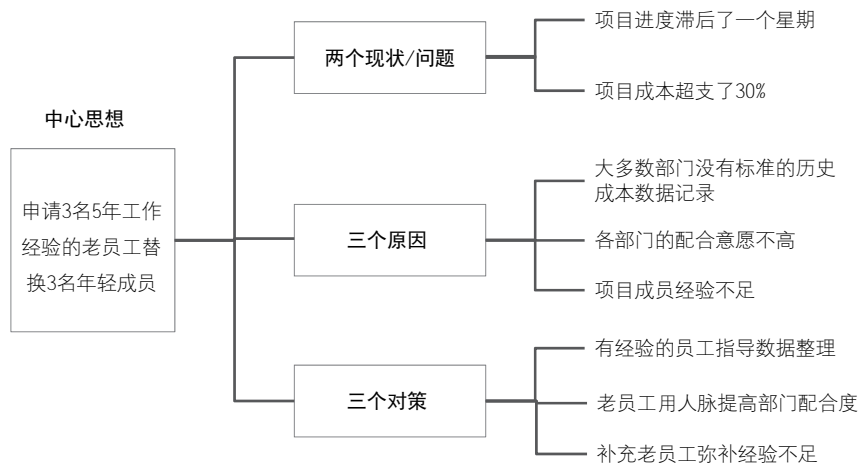 中心思想
申请3名5年工作
经验的老员工替
换3名年轻成员
两个现状/问题
项目进度滞后了一个星期
项目成本超支了30%
三个原因
大多数部门没有标准的历史
成本数据记录
各部门的配合意愿不高
项目成员经验不足
三个对策
有经验的员工指导数据整理
老员工用人脉提高部门配合度
补充老员工弥补经验不足